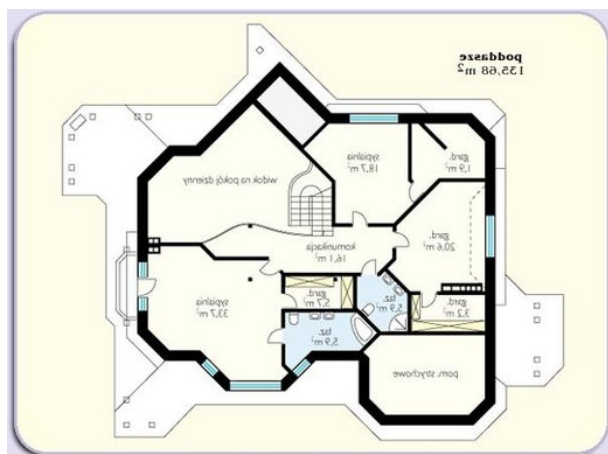 poddasze
135,68 m²
gard.
1,9 m²
sypialnia
18,7 m²
widok na pokój dzienny
gard.
20,6 m²
komunikacja
16,1 m²
gard.
3,2 m²
łaz.
5,9 m²
gard.
5,7 m²
sypialnia
33,7 m²
łaz.
5,9 m²
pom. strychowe